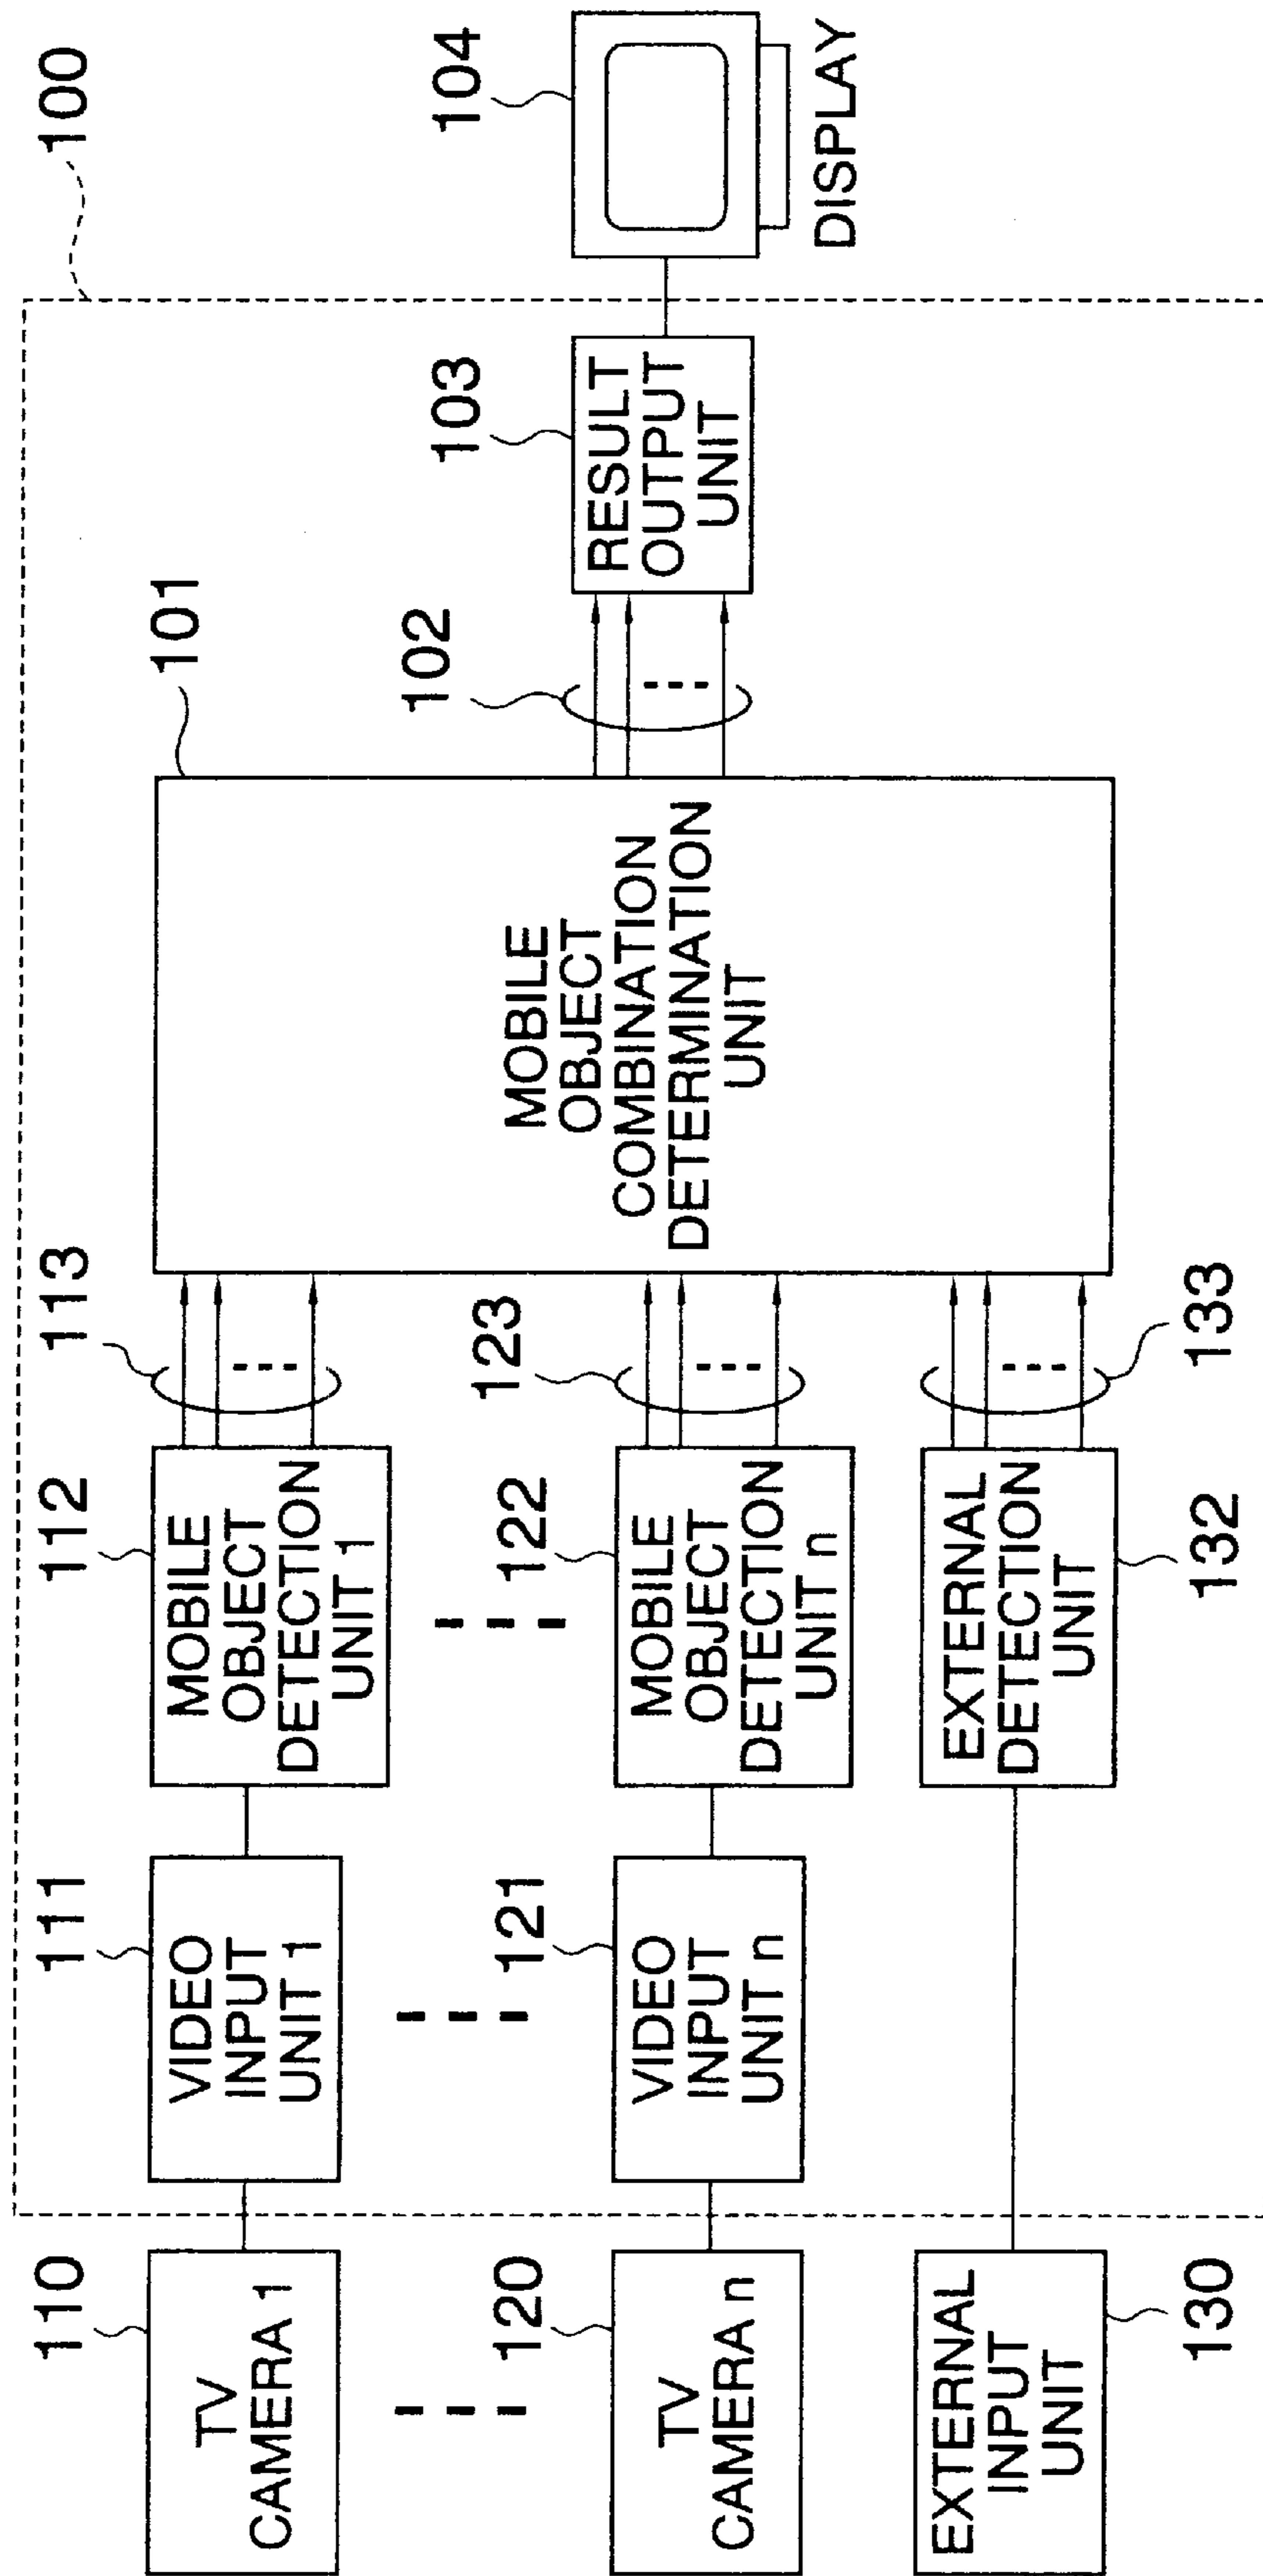 100
110
TV
CAMERA 1
111
VIDEO
INPUT
UNIT 1
112
MOBILE
OBJECT
DETECTION
UNIT 1
113
101
MOBILE
OBJECT
COMBINATION
DETERMINATION
UNIT
102
103
RESULT
OUTPUT
UNIT
104
DISPLAY
120
TV
CAMERA n
121
VIDEO
INPUT
UNIT n
122
MOBILE
OBJECT
DETECTION
UNIT n
123
EXTERNAL
INPUT
UNIT
130
EXTERNAL
DETECTION
UNIT
132
133